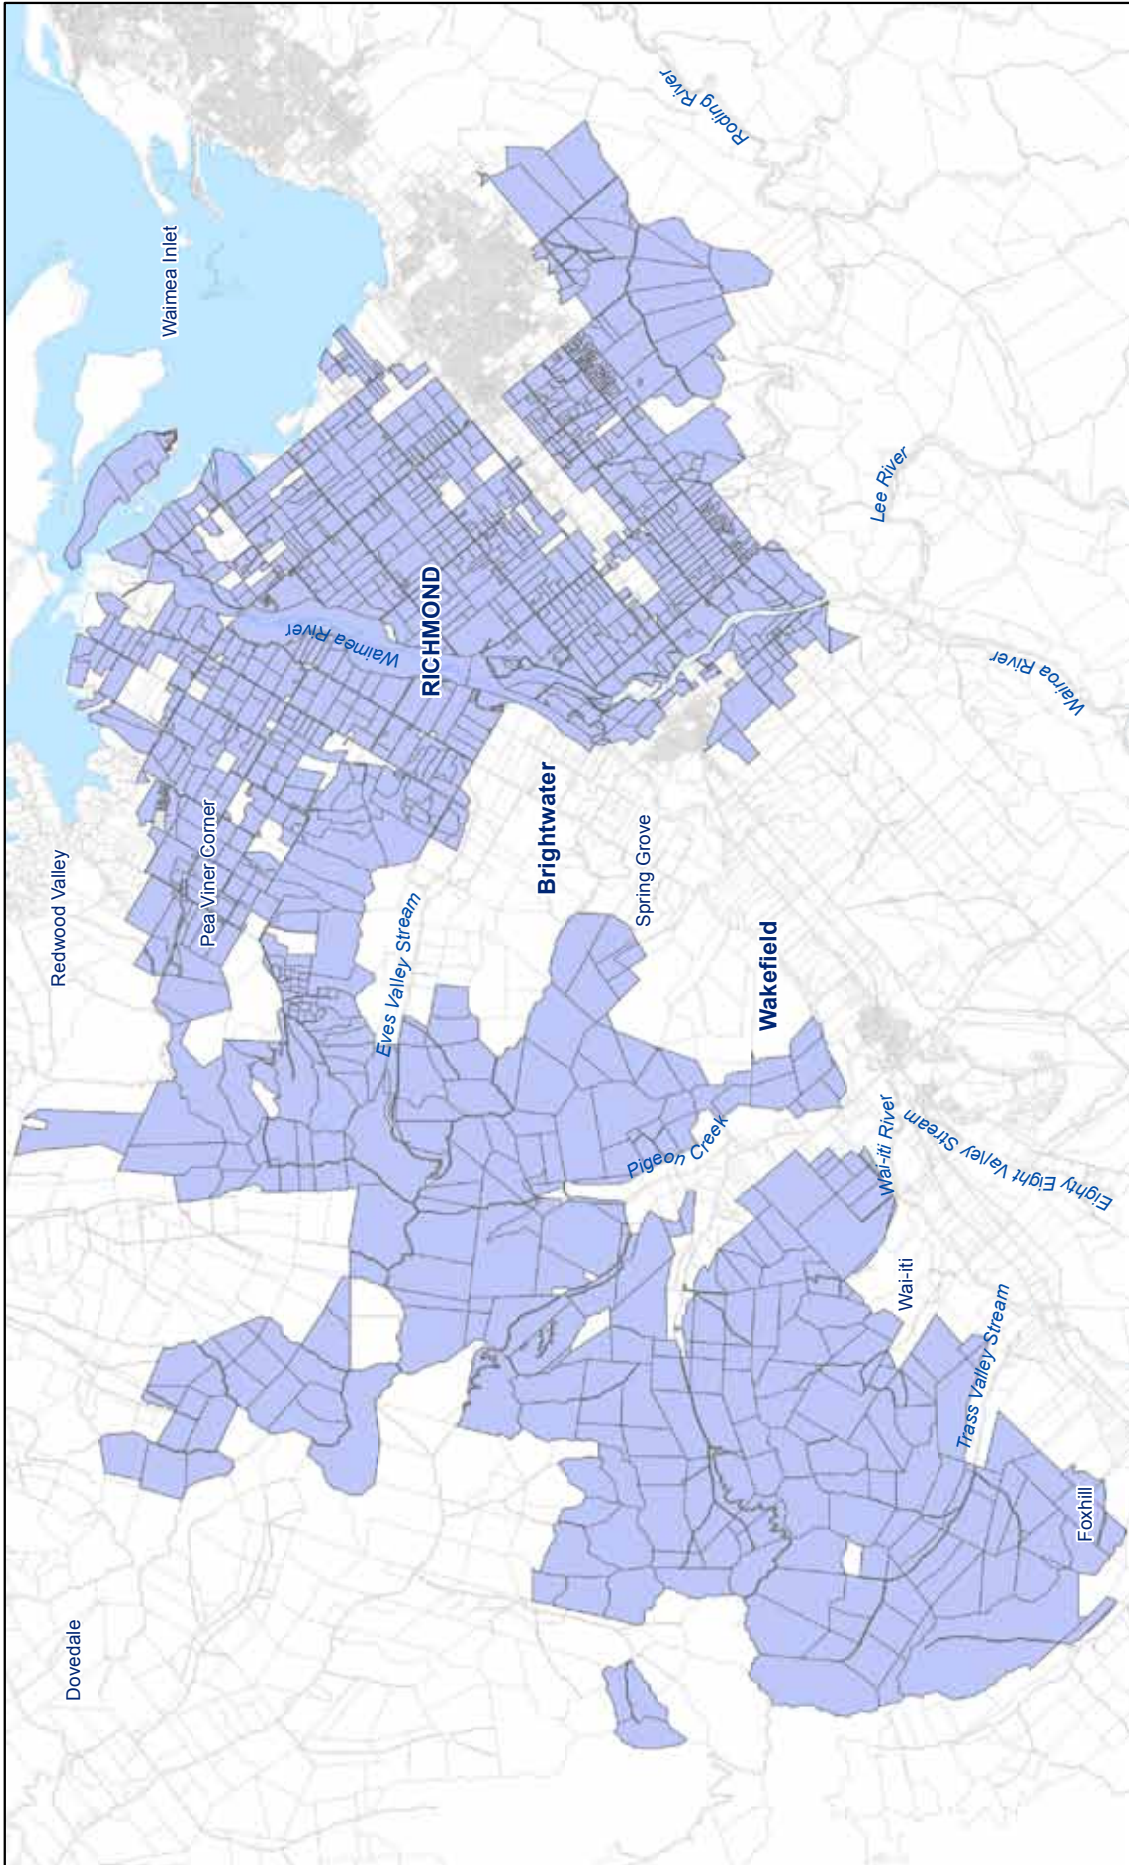 Dovedale
Redwood Valley
Waimea Inlet
Pea Viner Corner
Waimea River
RICHMOND
Roding River
Eves Valley Stream
Brightwater
Spring Grove
Lee River
Wairoa River
Pigeon Creek
Wakefield
Wai-iti River
Eighty Eight Valley Stream
Wai-iti
Trass Valley Stream
Foxhill